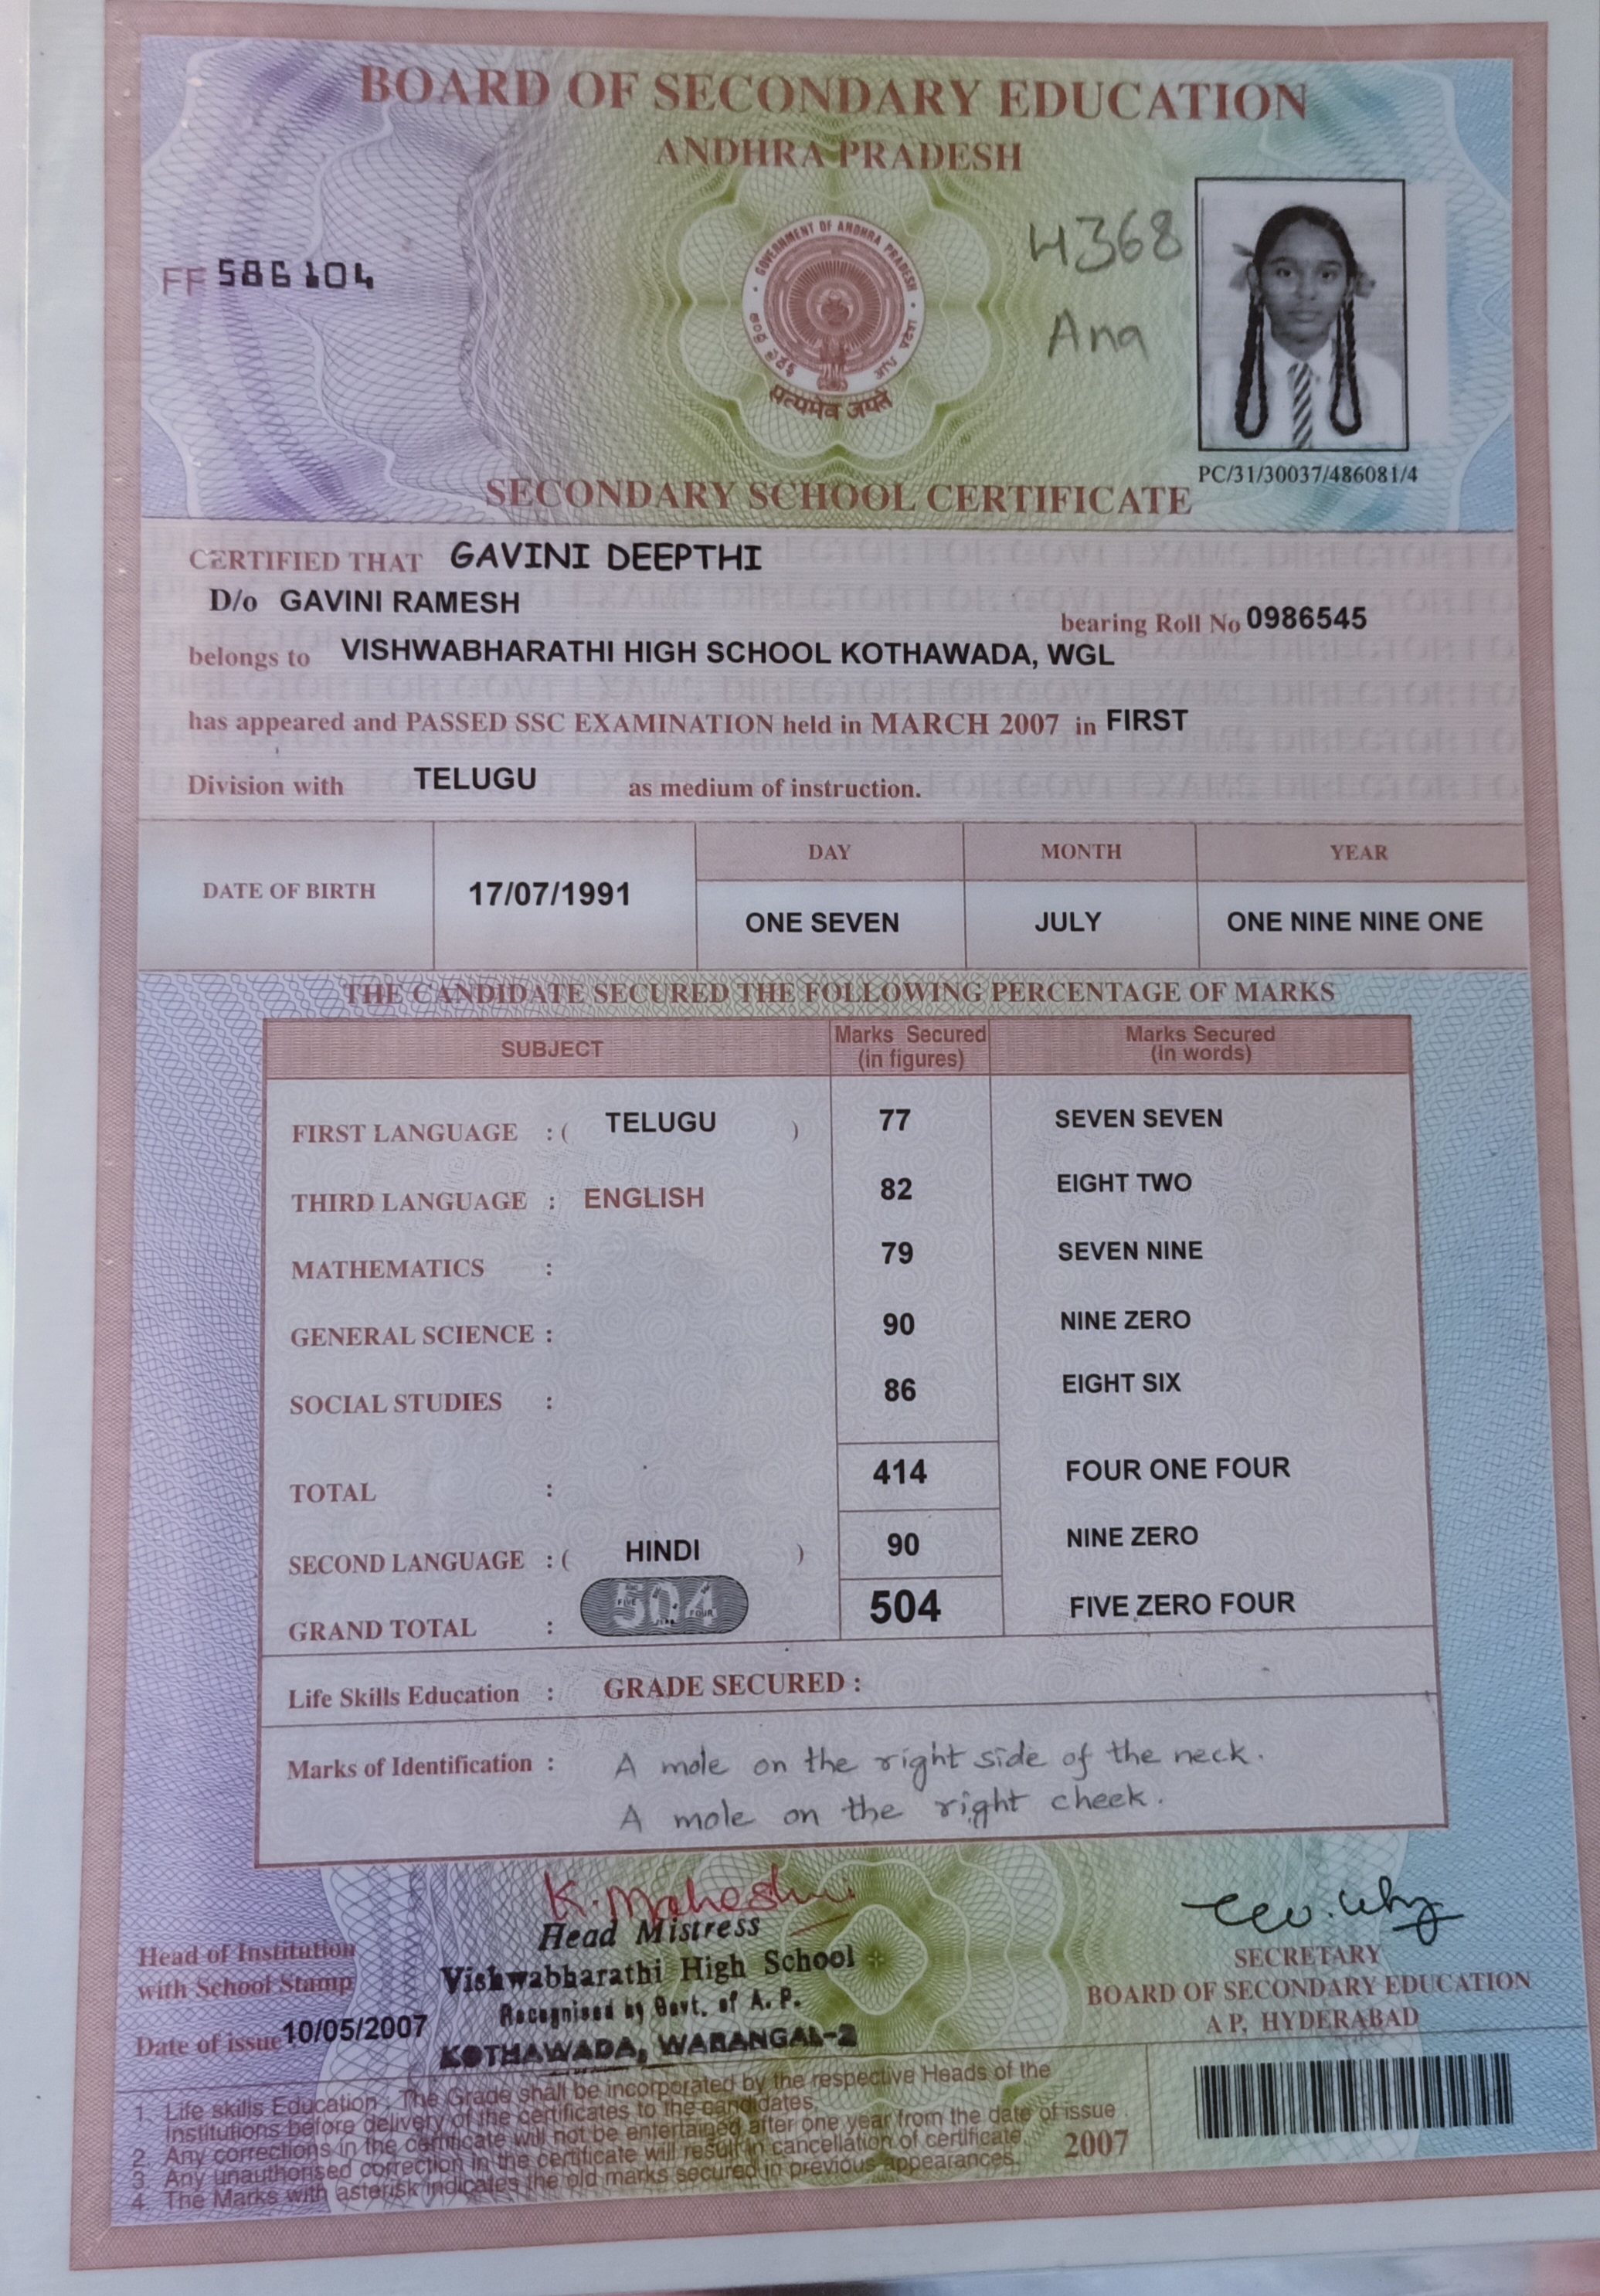 BOARD OF SECONDARY EDUCATION
ANDHRA PRADESH
FF 586104
GOVERNMENT OF ANDHRA PRADESH
सत्यमेव जयते
4368
Ana
PC/31/30037/486081/4
SECONDARY SCHOOL CERTIFICATE
CERTIFIED THAT GAVINI DEEPTHI
D/o GAVINI RAMESH
bearing Roll No 0986545
belongs to VISHWABHARATHI HIGH SCHOOL KOTHAWADA, WGL
has appeared and PASSED SSC EXAMINATION held in MARCH 2007 in FIRST
Division with TELUGU as medium of instruction.
DATE OF BIRTH 17/07/1991 DAY MONTH YEAR
ONE SEVEN JULY ONE NINE NINE ONE
THE CANDIDATE SECURED THE FOLLOWING PERCENTAGE OF MARKS
SUBJECT Marks Secured (in figures) Marks Secured (in words)
FIRST LANGUAGE : ( TELUGU ) 77 SEVEN SEVEN
THIRD LANGUAGE : ENGLISH 82 EIGHT TWO
MATHEMATICS : 79 SEVEN NINE
GENERAL SCIENCE : 90 NINE ZERO
SOCIAL STUDIES : 86 EIGHT SIX
TOTAL : 414 FOUR ONE FOUR
SECOND LANGUAGE : ( HINDI ) 90 NINE ZERO
GRAND TOTAL : 504 504 FIVE ZERO FOUR
Life Skills Education : GRADE SECURED :
Marks of Identification : A mole on the right side of the neck.
A mole on the right cheek.
K. Mahesh
Head Mistress
Vishwabharathi High School
Recognised by Govt. of A. P.
KOTHAWADA, WARANGAL-2
Head of Institution
with School Stamp
Date of issue 10/05/2007
SECRETARY
BOARD OF SECONDARY EDUCATION
A P, HYDERABAD
1. Life skills Education : The Grade shall be incorporated by the respective Heads of the
Institutions before delivery of the certificates to the candidates.
2. Any corrections in the certificate will not be entertained after one year from the date of issue
3. Any unauthorised correction in the certificate will result in cancellation of certificate.
4. The Marks with asterisk indicates the old marks secured in previous appearances.
2007